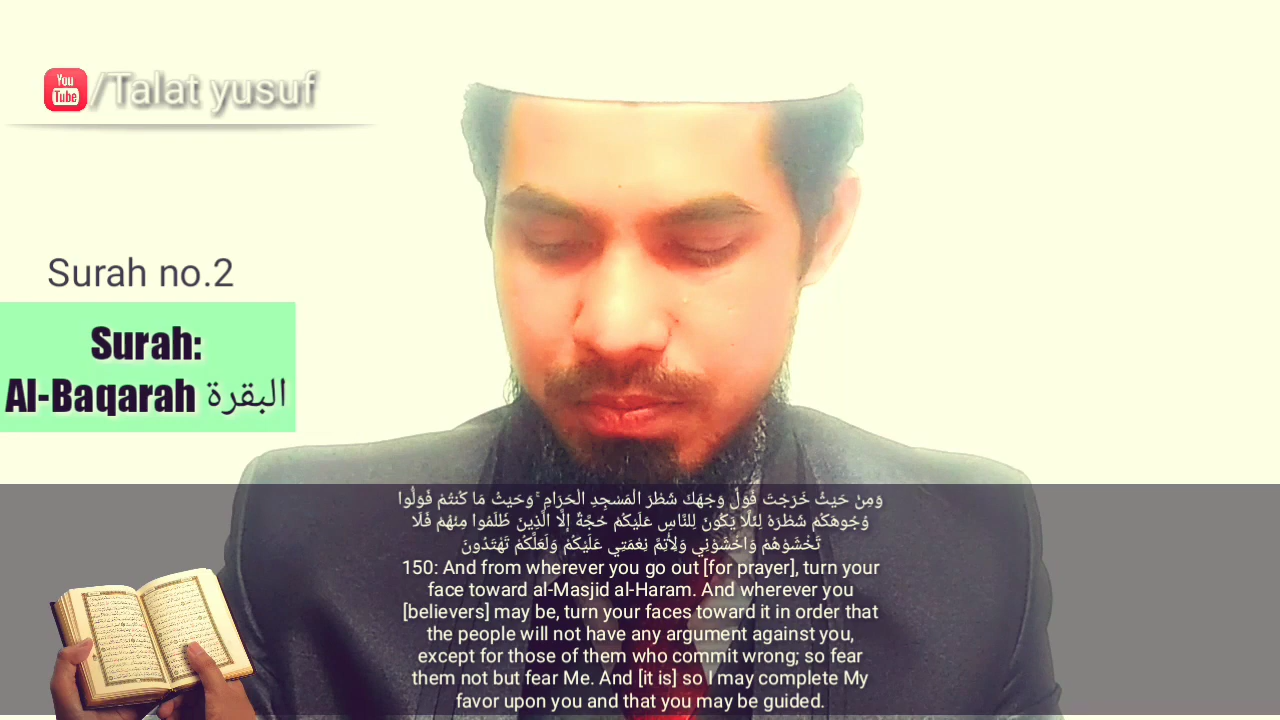 You
Tube
/Talat yusuf
Surah no.2
Surah:
Al-Baqarah البقرة
وَمِنْ حَيْثُ خَرَجْتَ فَوَلِّ وَجْهَكَ شَطْرَ الْمَسْجِدِ الْحَرَامِ ۚ وَحَيْثُ مَا كُنْتُمْ فَوَلُّوا
وُجُوهَكُمْ شَطْرَهُ لِئَلَّا يَكُونَ لِلنَّاسِ عَلَيْكُمْ حُجَّةٌ إِلَّا الَّذِينَ ظَلَمُوا مِنْهُمْ فَلَا
تَخْشَوْهُمْ وَاخْشَوْنِي وَلِأُتِمَّ نِعْمَتِي عَلَيْكُمْ وَلَعَلَّكُمْ تَهْتَدُونَ
150: And from wherever you go out [for prayer], turn your
face toward al-Masjid al-Haram. And wherever you
[believers] may be, turn your faces toward it in order that
the people will not have any argument against you,
except for those of them who commit wrong; so fear
them not but fear Me. And [it is] so I may complete My
favor upon you and that you may be guided.